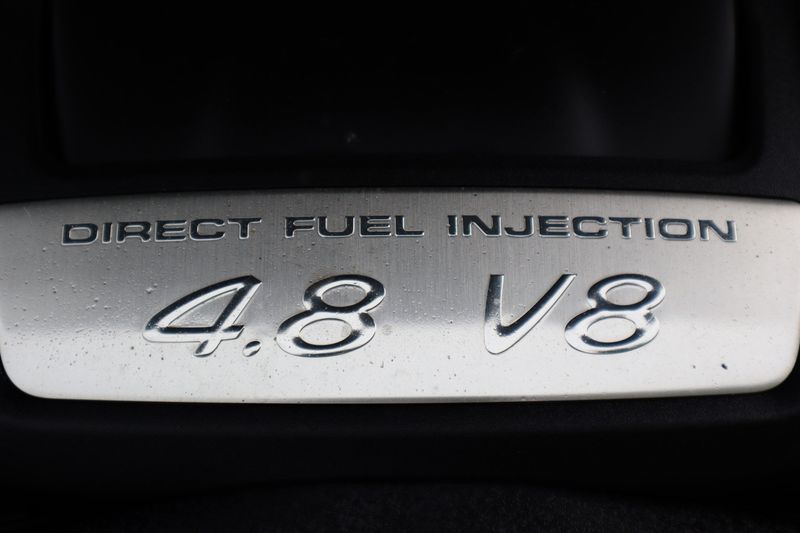 DIRECT FUEL INJECTION
4.8 V8